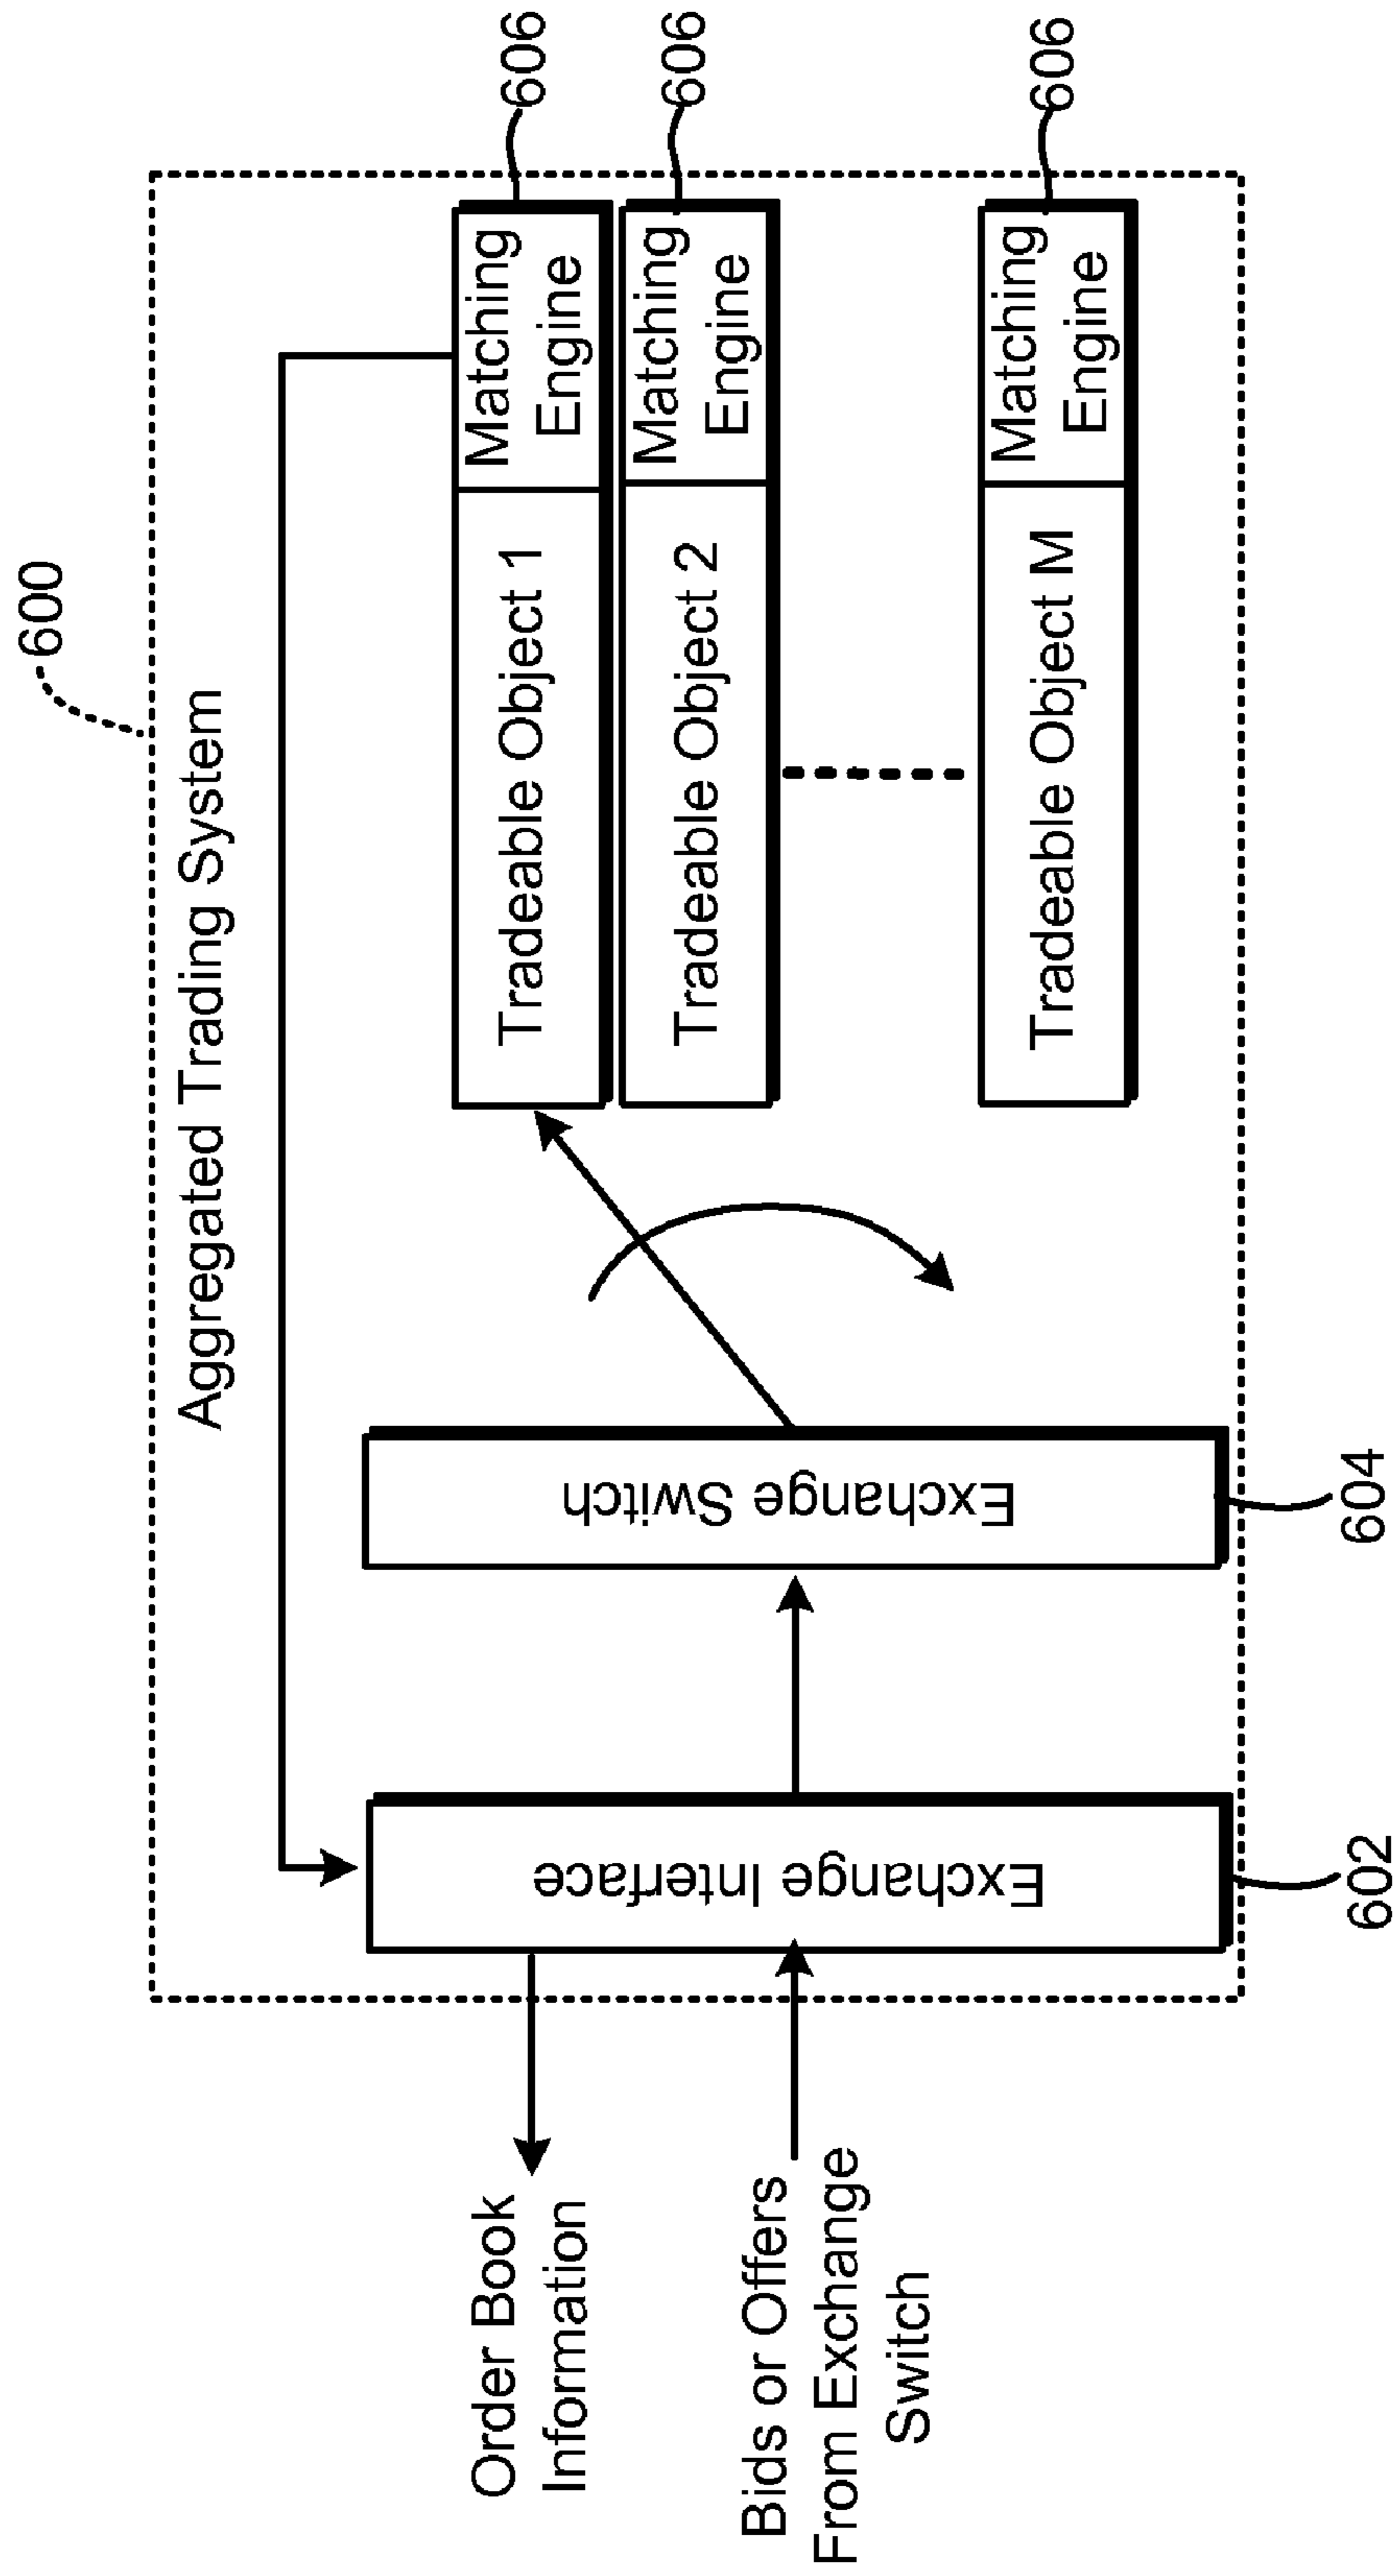 600
Aggregated Trading System
Order Book
Information
Bids or Offers
From Exchange
Switch
Exchange Interface
602
Exchange Switch
604
Tradeable Object 1
Matching
Engine
606
Tradeable Object 2
Matching
Engine
606
Tradeable Object M
Matching
Engine
606